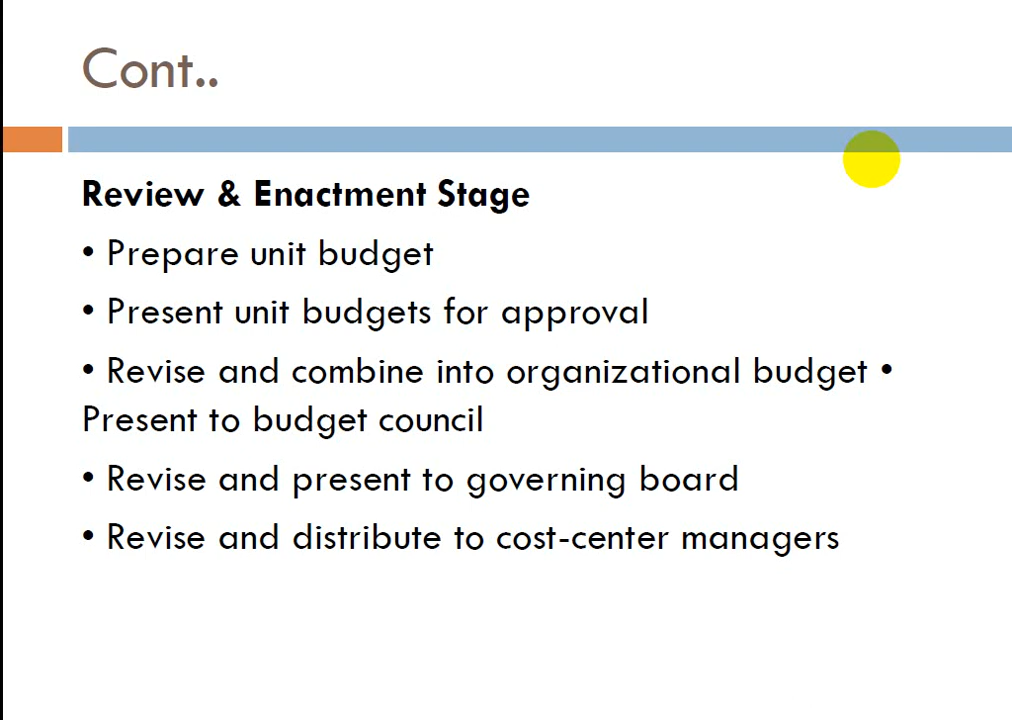 Cont..
Review & Enactment Stage
• Prepare unit budget
• Present unit budgets for approval
• Revise and combine into organizational budget •
Present to budget council
• Revise and present to governing board
• Revise and distribute to cost-center managers